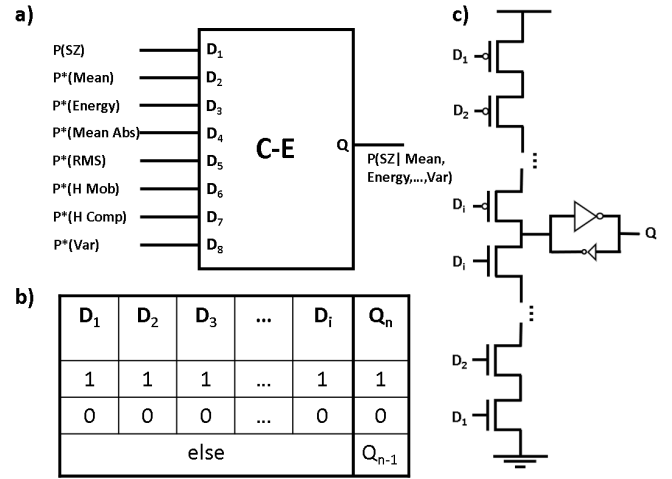 a)
P(SZ) D1
P*(Mean) D2
P*(Energy) D3
P*(Mean Abs) D4
P*(RMS) D5
P*(H Mob) D6
P*(H Comp) D7
P*(Var) D8
C-E
Q
P(SZ| Mean,
Energy,...,Var)
b)
D1 D2 D3 ... Di Qn
1 1 1 ... 1 1
0 0 0 ... 0 0
else Qn-1
c)
D1
D2
...
Di
Di
Q
...
D2
D1